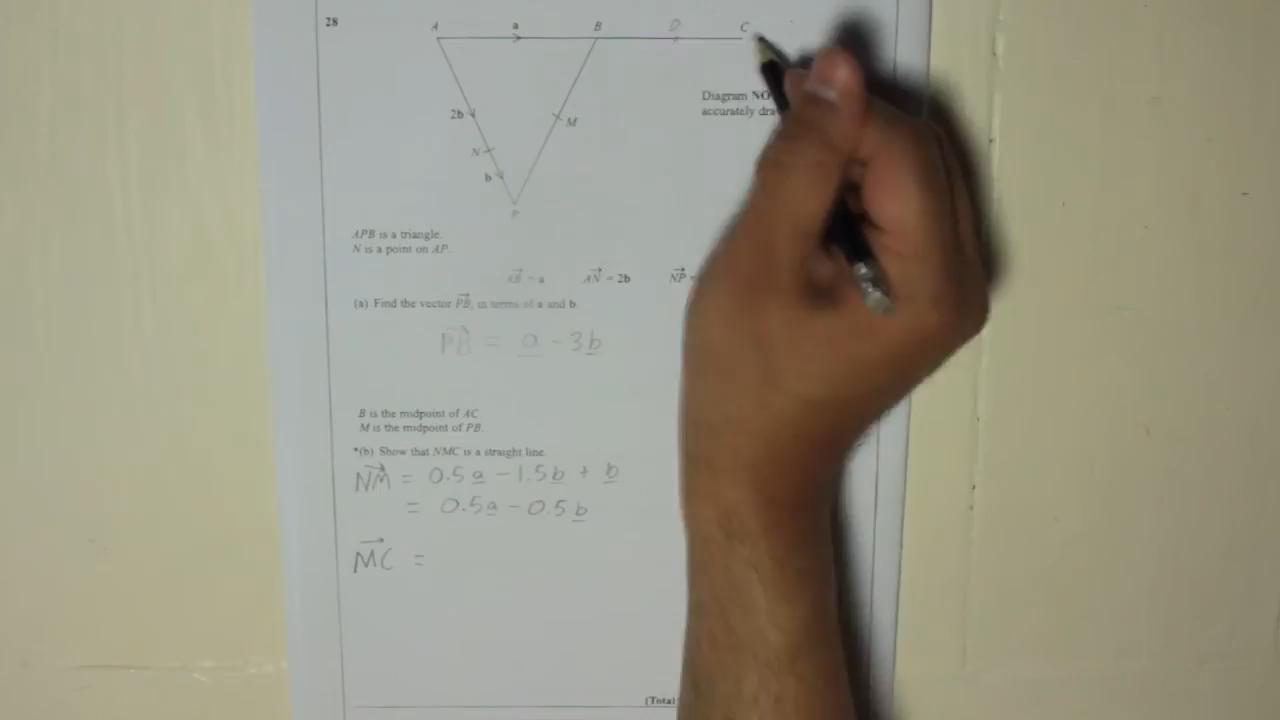 28
A a B D C
2b M
N
b
P
Diagram NO
accurately dra
APB is a triangle.
N is a point on AP.
AB = a AN = 2b NP =
(a) Find the vector PB, in terms of a and b.
PB = a - 3b
B is the midpoint of AC
M is the midpoint of PB.
*(b) Show that NMC is a straight line.
NM = 0.5a - 1.5b + b
= 0.5a - 0.5b
MC =
(Total